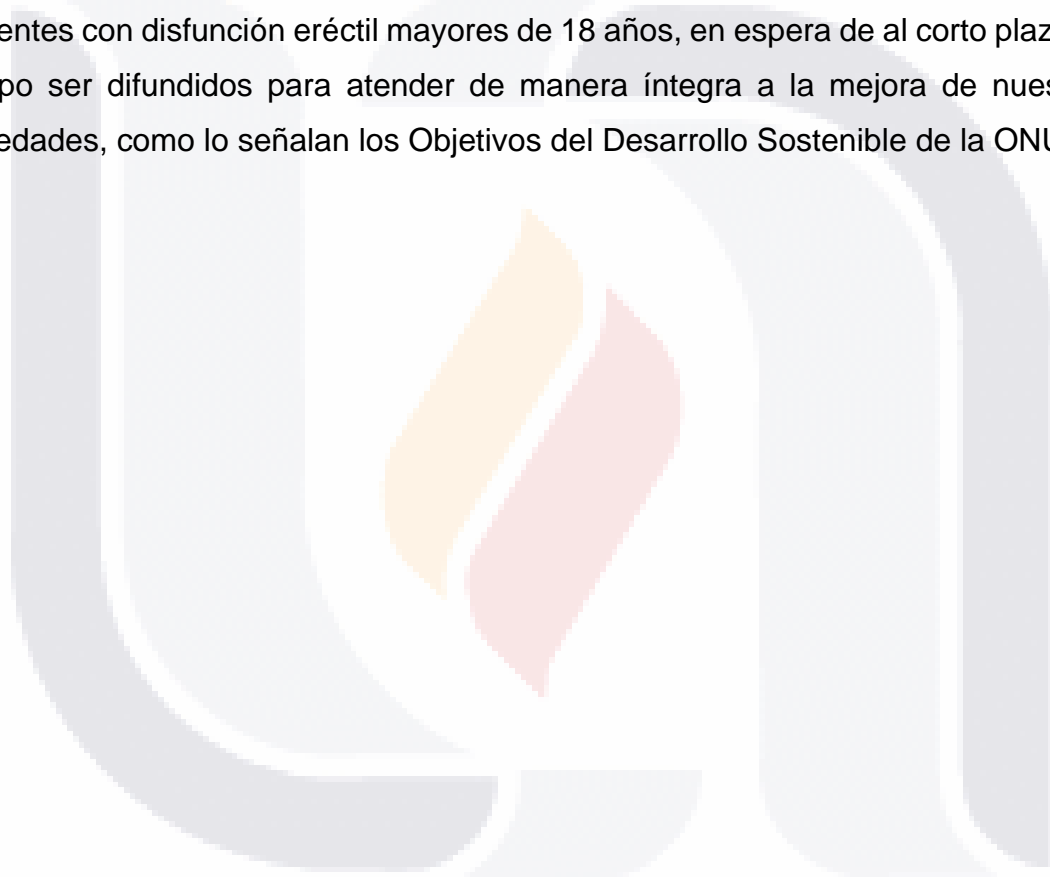 entes con disfunción eréctil mayores de 18 años, en espera de al corto plaz
po ser difundidos para atender de manera íntegra a la mejora de nues
edades, como lo señalan los Objetivos del Desarrollo Sostenible de la ONU